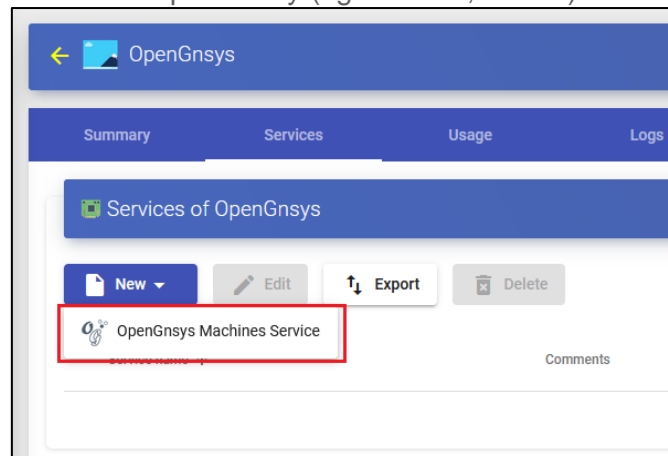 OpenGnsys
Summary Services Usage Logs
Services of OpenGnsys
New Edit Export Delete
OpenGnsys Machines Service
Comments